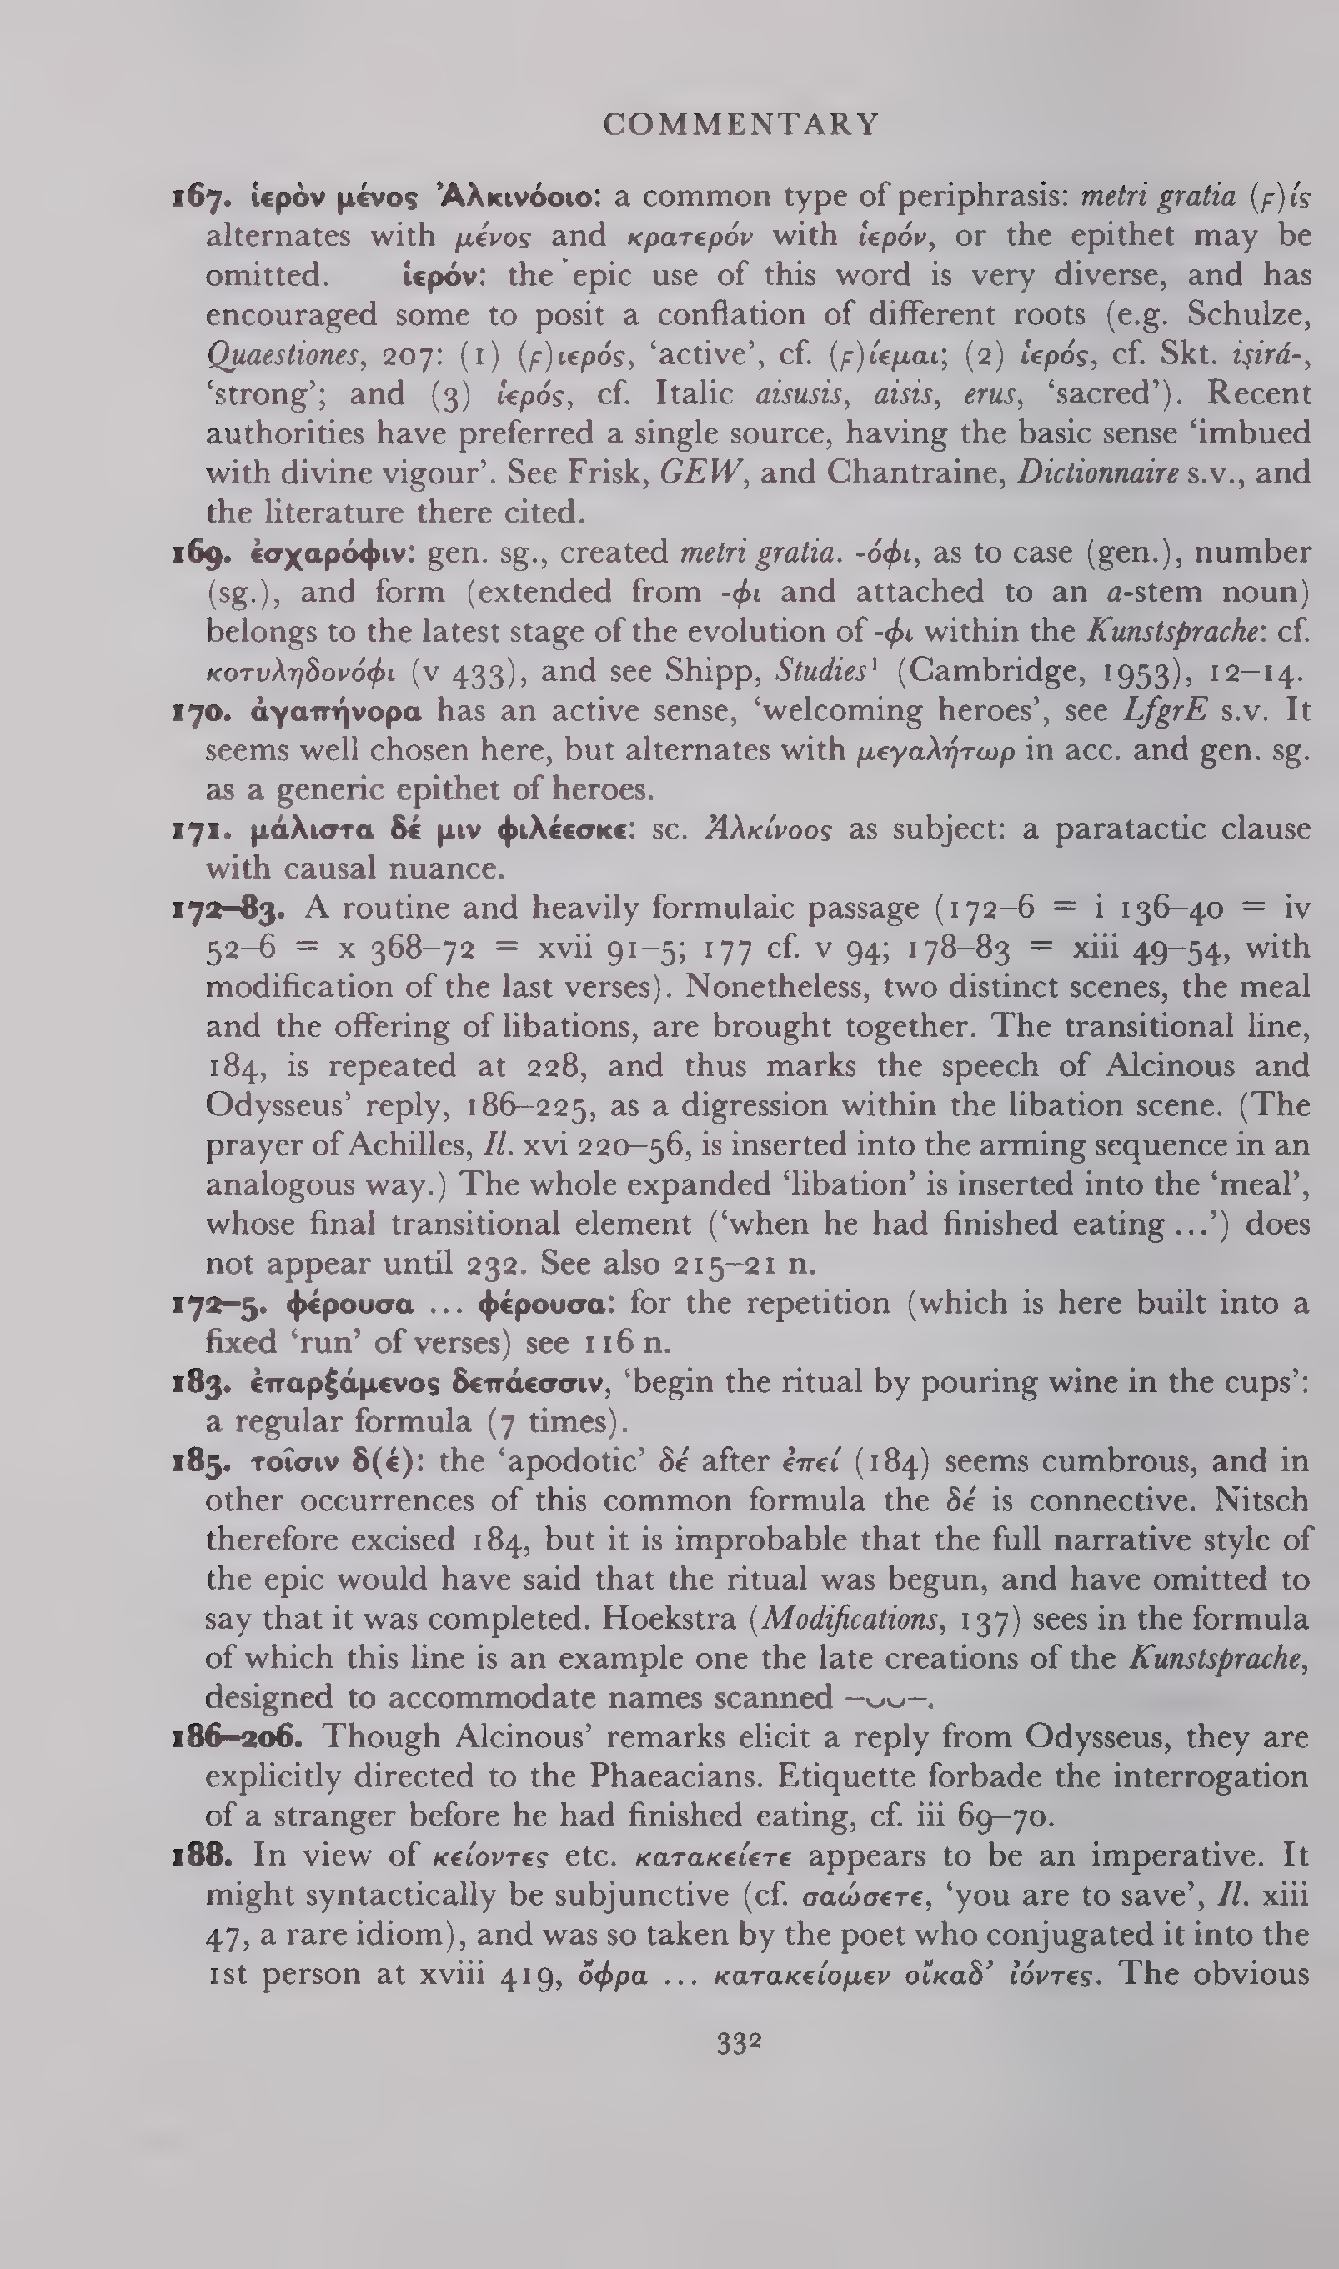 COMMENTARY
167. ἱερὸν μένος Ἀλκινόοιο: a common type of periphrasis: metri gratia (ϝ)ίς
alternates with μένος and κρατερόν with ἱερόν, or the epithet may be
omitted. ἱερόν: the epic use of this word is very diverse, and has
encouraged some to posit a conflation of different roots (e.g. Schulze,
Quaestiones, 207: (1) (ϝ)ιερός, ‘active’, cf. (ϝ)ίεμαι; (2) ἱερός, cf. Skt. iṣirá-,
‘strong’; and (3) ἱερός, cf. Italic aisusis, aisis, erus, ‘sacred’). Recent
authorities have preferred a single source, having the basic sense ‘imbued
with divine vigour’. See Frisk, GEW, and Chantraine, Dictionnaire s.v., and
the literature there cited.
169. ἐσχαρόφιν: gen. sg., created metri gratia. -όφι, as to case (gen.), number
(sg.), and form (extended from -φι and attached to an a-stem noun)
belongs to the latest stage of the evolution of -φι within the Kunstsprache: cf.
κοτυληδονόφι (v 433), and see Shipp, Studies¹ (Cambridge, 1953), 12–14.
170. ἀγαπήνορα has an active sense, ‘welcoming heroes’, see LfgrE s.v. It
seems well chosen here, but alternates with μεγαλήτωρ in acc. and gen. sg.
as a generic epithet of heroes.
171. μάλιστα δέ μιν φιλέεσκε: sc. Ἀλκίνοος as subject: a paratactic clause
with causal nuance.
172–83. A routine and heavily formulaic passage (172–6 = i 136–40 = iv
52–6 = x 368–72 = xvii 91–5; 177 cf. v 94; 178–83 = xiii 49–54, with
modification of the last verses). Nonetheless, two distinct scenes, the meal
and the offering of libations, are brought together. The transitional line,
184, is repeated at 228, and thus marks the speech of Alcinous and
Odysseus’ reply, 186–225, as a digression within the libation scene. (The
prayer of Achilles, Il. xvi 220–56, is inserted into the arming sequence in an
analogous way.) The whole expanded ‘libation’ is inserted into the ‘meal’,
whose final transitional element (‘when he had finished eating ...’) does
not appear until 232. See also 215–21 n.
172–5. φέρουσα ... φέρουσα: for the repetition (which is here built into a
fixed ‘run’ of verses) see 116 n.
183. ἐπαρξάμενος δεπάεσσιν, ‘begin the ritual by pouring wine in the cups’:
a regular formula (7 times).
185. τοῖσιν δ(έ): the ‘apodotic’ δέ after ἐπεί (184) seems cumbrous, and in
other occurrences of this common formula the δέ is connective. Nitsch
therefore excised 184, but it is improbable that the full narrative style of
the epic would have said that the ritual was begun, and have omitted to
say that it was completed. Hoekstra (Modifications, 137) sees in the formula
of which this line is an example one the late creations of the Kunstsprache,
designed to accommodate names scanned –⏑⏑–.
186–206. Though Alcinous’ remarks elicit a reply from Odysseus, they are
explicitly directed to the Phaeacians. Etiquette forbade the interrogation
of a stranger before he had finished eating, cf. iii 69–70.
188. In view of κείοντες etc. κατακείετε appears to be an imperative. It
might syntactically be subjunctive (cf. σαώσετε, ‘you are to save’, Il. xiii
47, a rare idiom), and was so taken by the poet who conjugated it into the
1st person at xviii 419, ὄφρα ... κατακείομεν οἴκαδ’ ἰόντες. The obvious
332